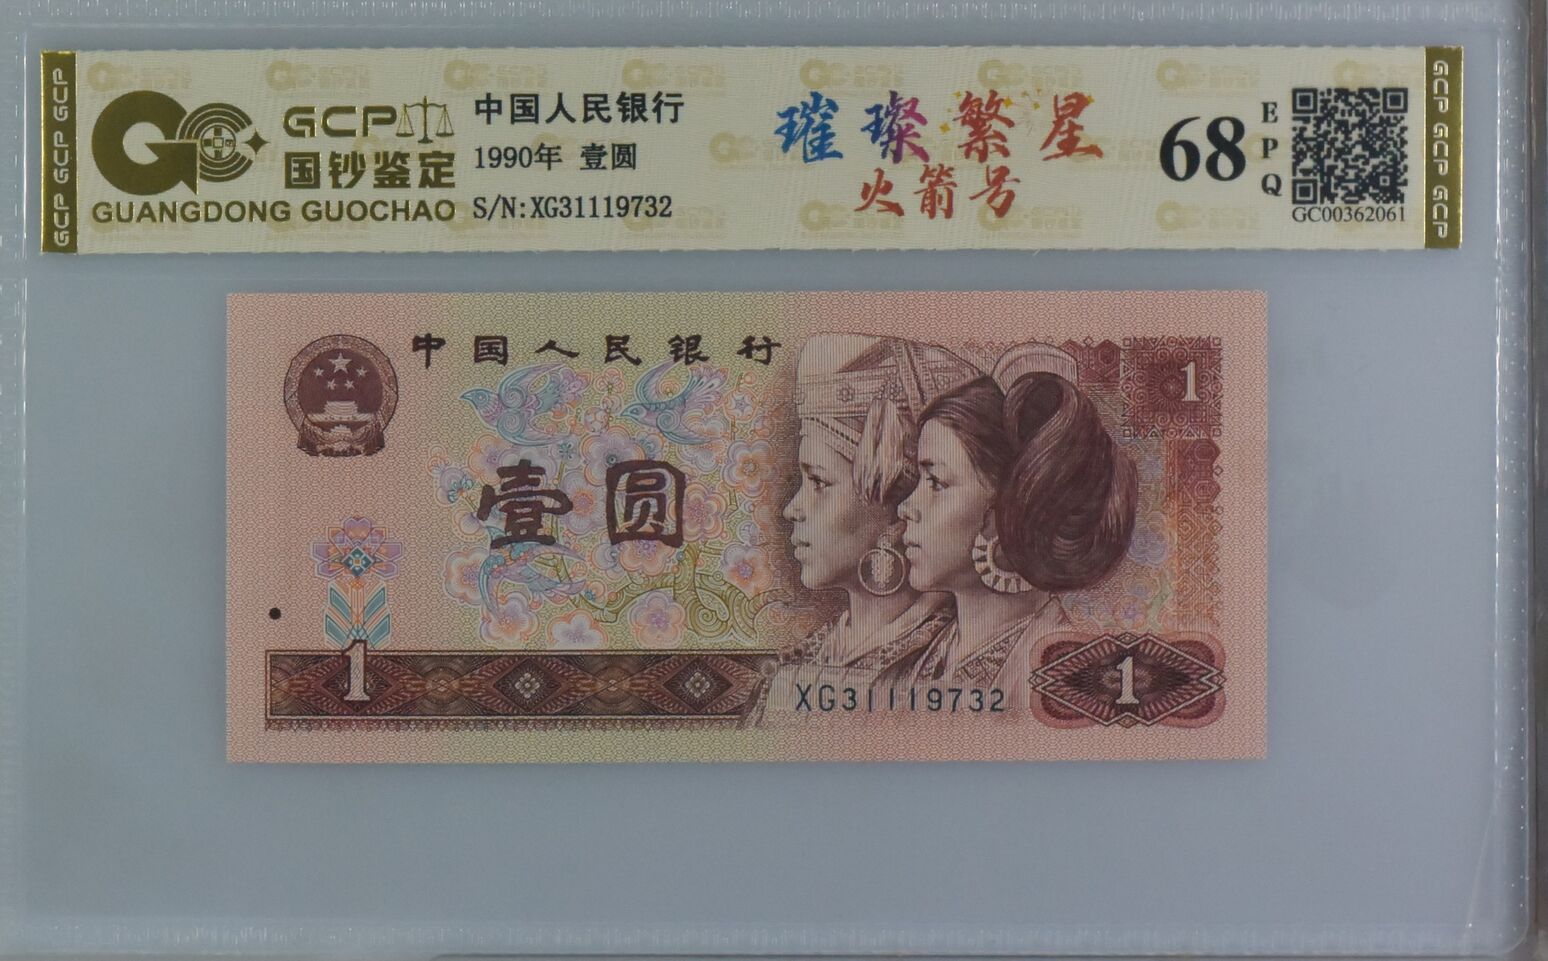 GCP GCP GCP
GCP
国钞鉴定
GUANGDONG GUOCHAO
中国人民银行
1990年 壹圆
S/N:XG31119732
璀璨繁星
火箭号
68
EPQ
GC00362061
GCP GCP GCP
中国人民银行
1
壹圆
1
XG31119732
1